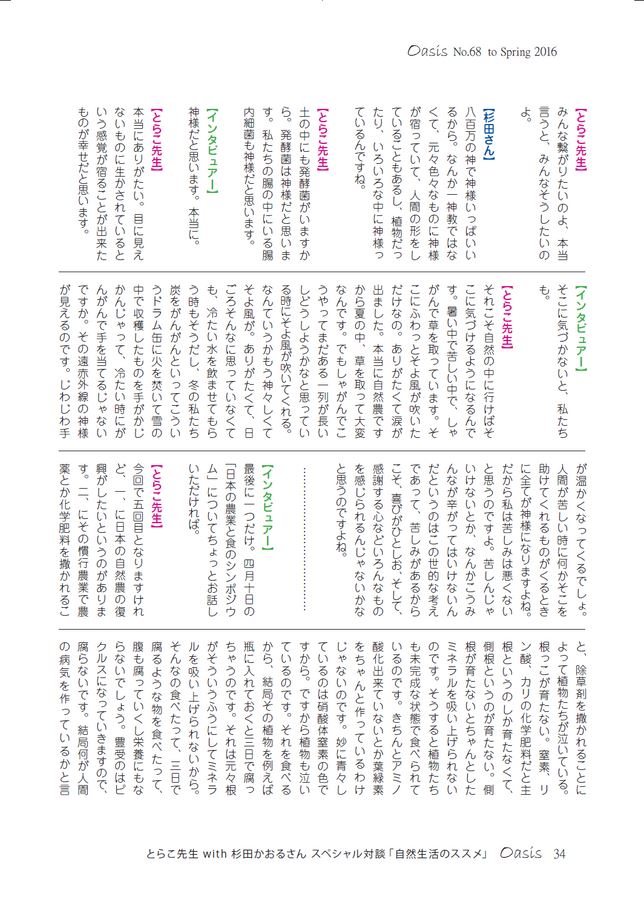 Oasis No.68 to Spring 2016
【とらこ先生】
みんな繋がりたいのよ、本当
言うと、みんなそうしたいの
よ。
【杉田さん】
八百万の神で神様いっぱいい
るから。なんか一神教ではな
くて、元々色々なものに神様
が宿っていて、人間の形をし
ていることもあるし、植物だっ
たり、いろいろな中に神様っ
ているんですね。
【とらこ先生】
土の中にも発酵菌がいますか
ら。発酵菌は神様だと思いま
す。私たちの腸の中にいる腸
内細菌も神様だと思います。
【インタビュアー】
神様だと思います。本当に。
【とらこ先生】
本当にありがたい。目に見え
ないものに生かされていると
いう感覚が宿ることが出来た
ものが幸せだと思います。
【インタビュアー】
そこに気づかないと、私たち
も。
【とらこ先生】
それこそ自然の中に行けばそ
こに気づけるようになるんで
す。暑い中で苦しい中で、しゃ
がんで草を取っています。そ
こにふわっとそよ風が吹いた
だけなの。ありがたくて涙が
出ました。本当に自然農です
から夏の中、草を取って大変
なんです。でもしゃがんでこ
うやってまだある一列が長い
しどうしようかなと思ってい
る時にそよ風が吹いてくれる。
なんていうかもう神々しくて
そよ風が。ありがたくて、日
ごろそんなに思っていなくて
も、冷たい水を飲ませてもら
う時もそうだし、冬の私たち
炭をがんがんといってこうい
うドラム缶に火を焚いて雪の
中で収穫したものを手がかじ
かんじゃって、冷たい時にが
んがんで手を当てるじゃない
ですか。その遠赤外線の神様
が見えるのです。じわじわ手
が温かくなってくるでしょ。
人間が苦しい時に何かそこを
助けてくれるものがくるとき
に全てが神様になりますよね。
だから私は苦しみは悪くない
と思うのですよ。苦しんじゃ
いけないとか、なんかこうみ
んなが辛がってはいけないん
だというのはこの世的な考え
であって、苦しみがあるから
こそ、喜びがひとしお、そして、
感謝する心などいろんなもの
を感じられるんじゃないかな
と思うのですよね。
………………………………
【インタビュアー】
最後に一つだけ。四月十日の
「日本の農業と食のシンポジウ
ム」についてちょっとお話し
いただければ。
【とらこ先生】
今回で五回目となりますけれ
ど、一、に日本の自然農の復
興がしたいというのがありま
す。二、にその慣行農業で農
薬とか化学肥料を撒かれるこ
と、除草剤を撒かれることに
よって植物たちが泣いている。
根っこが育たない。窒素、リ
ン酸、カリの化学肥料だと主
根というのしか育たなくて、
側根というのが育たない。側
根が育たないとちゃんとした
ミネラルを吸い上げられない
のです。そうすると植物たち
も未完成な状態で食べられて
いるのです。きちんとアミノ
酸化出来ていないとか葉緑素
をちゃんと作っているわけ
じゃないのです。妙に青々し
ているのは硝酸体窒素の色で
すから。ですから植物も泣い
ているのです。それを食べる
から、結局その植物を例えば
瓶に入れておくと三日で腐っ
ちゃうのです。それは元々根
がそういうふうにしてミネラ
ルを吸い上げられないから。
そんなの食べたって、三日で
腐るような物を食べたって、
腹も腐っていくし栄養にもな
らないでしょう。豊受のはピ
クルスになっていきますので、
腐らないです。結局何が人間
の病気を作っているかと言
とらこ先生 with 杉田かおるさん スペシャル対談「自然生活のススメ」 Oasis 34